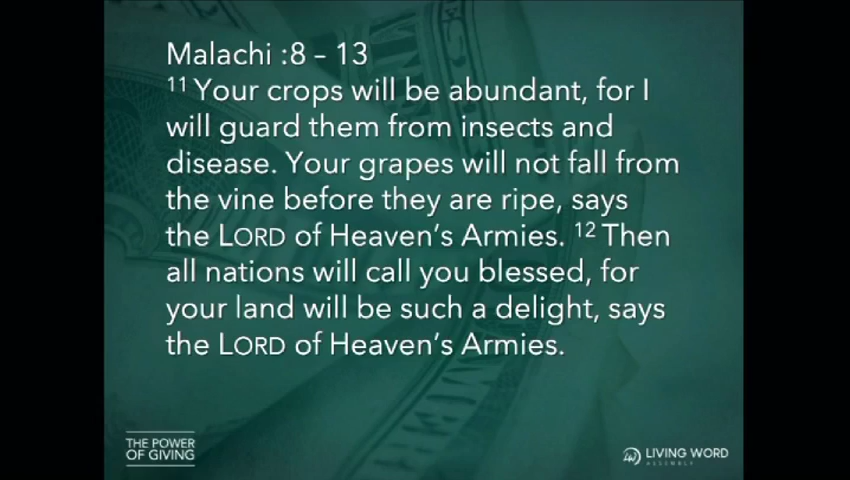 Malachi :8 – 13
11 Your crops will be abundant, for I
will guard them from insects and
disease. Your grapes will not fall from
the vine before they are ripe, says
the LORD of Heaven's Armies. 12 Then
all nations will call you blessed, for
your land will be such a delight, says
the LORD of Heaven's Armies.
THE POWER
OF GIVING
LIVING WORD
ASSEMBLY